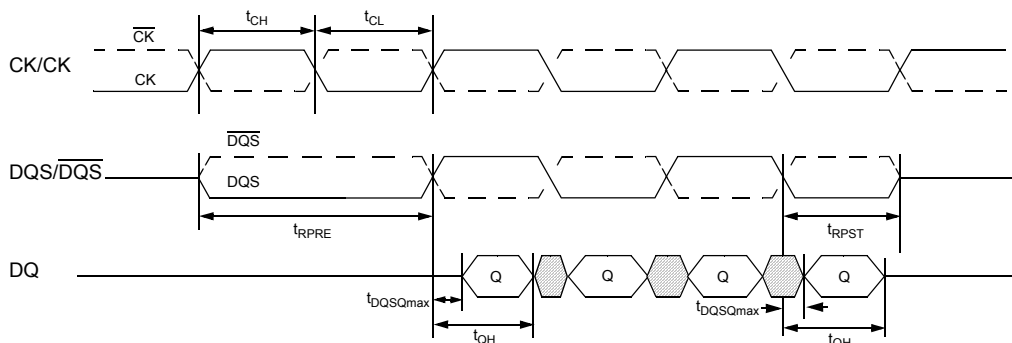 tCH
tCL
CK
CK/CK
CK
DQS
DQS/DQS
DQS
tRPRE
tRPST
DQ
Q
Q
Q
Q
tDQSQmax
tDQSQmax
tQH
tQH